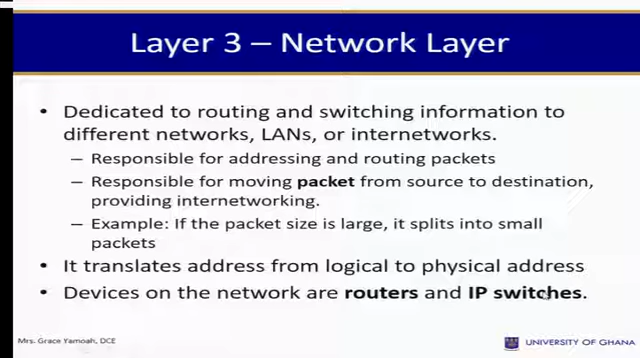 Layer 3 – Network Layer
• Dedicated to routing and switching information to
different networks, LANs, or internetworks.
– Responsible for addressing and routing packets
– Responsible for moving packet from source to destination,
providing internetworking.
– Example: If the packet size is large, it splits into small
packets
• It translates address from logical to physical address
• Devices on the network are routers and IP switches.
Mrs. Grace Yamoah, DCE
UNIVERSITY OF GHANA